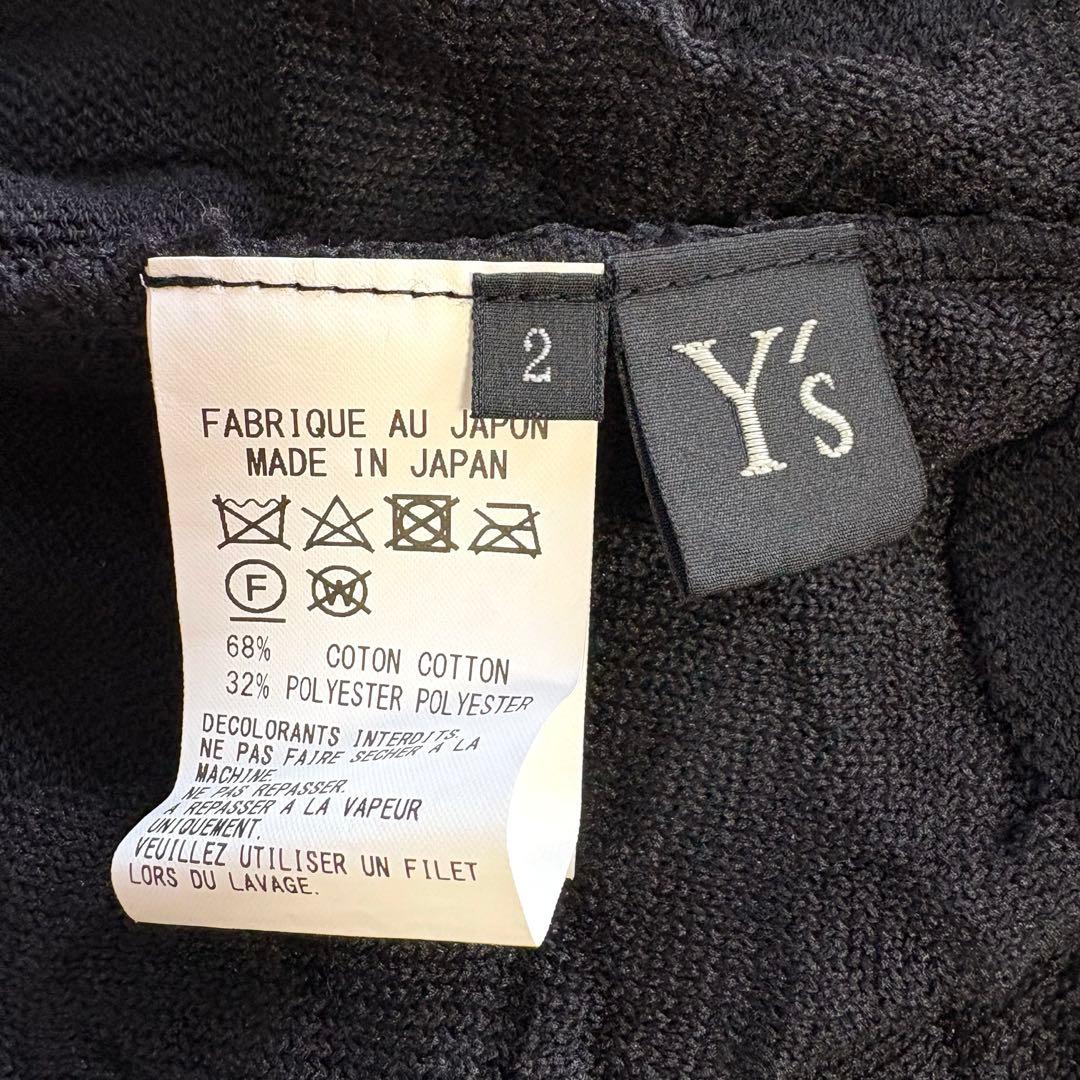 2
Y's
FABRIQUE AU JAPON
MADE IN JAPAN
F W
68% COTON COTTON
32% POLYESTER POLYESTER
DECOLORANTS INTERDITS.
NE PAS FAIRE SECHER A LA
MACHINE.
NE PAS REPASSER.
A REPASSER A LA VAPEUR
UNIQUEMENT.
VEUILLEZ UTILISER UN FILET
LORS DU LAVAGE.